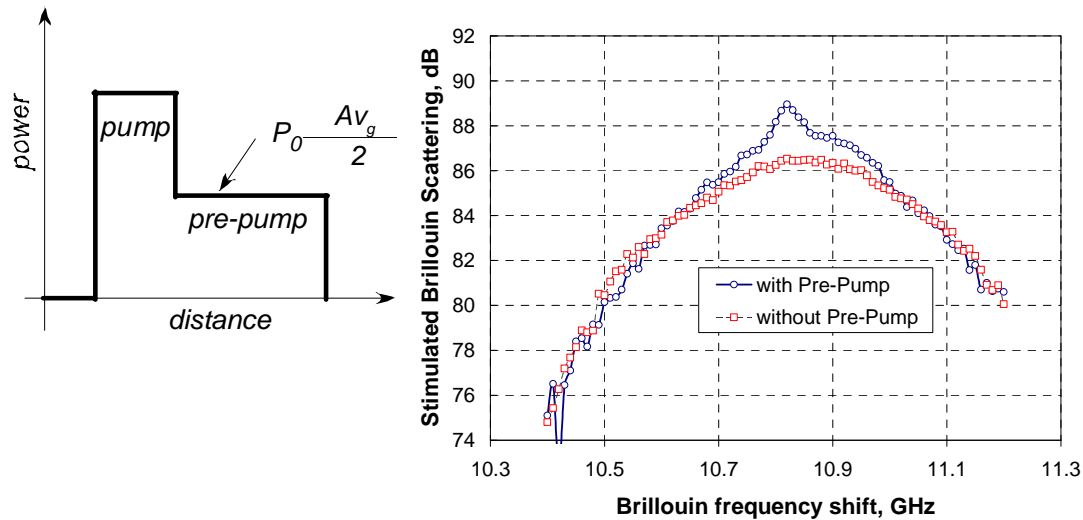 power
pump
P₀ Av_g / 2
pre-pump
distance
Stimulated Brillouin Scattering, dB
92
90
88
86
84
82
80
78
76
74
with Pre-Pump
without Pre-Pump
10.3 10.5 10.7 10.9 11.1 11.3
Brillouin frequency shift, GHz